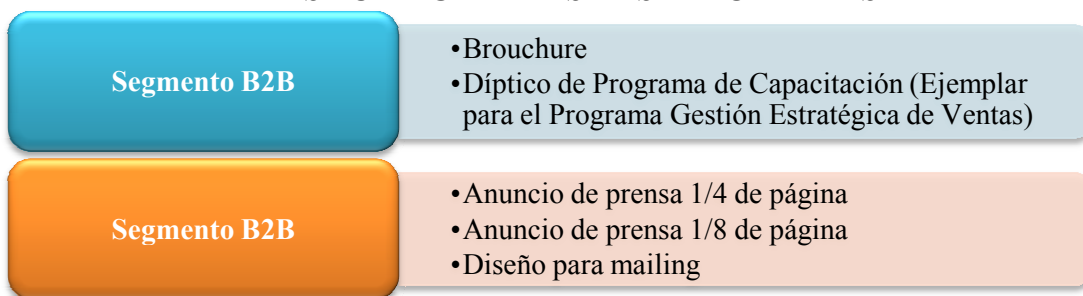 Segmento B2B
•Brouchure
•Díptico de Programa de Capacitación (Ejemplar
para el Programa Gestión Estratégica de Ventas)
Segmento B2B
•Anuncio de prensa 1/4 de página
•Anuncio de prensa 1/8 de página
•Diseño para mailing